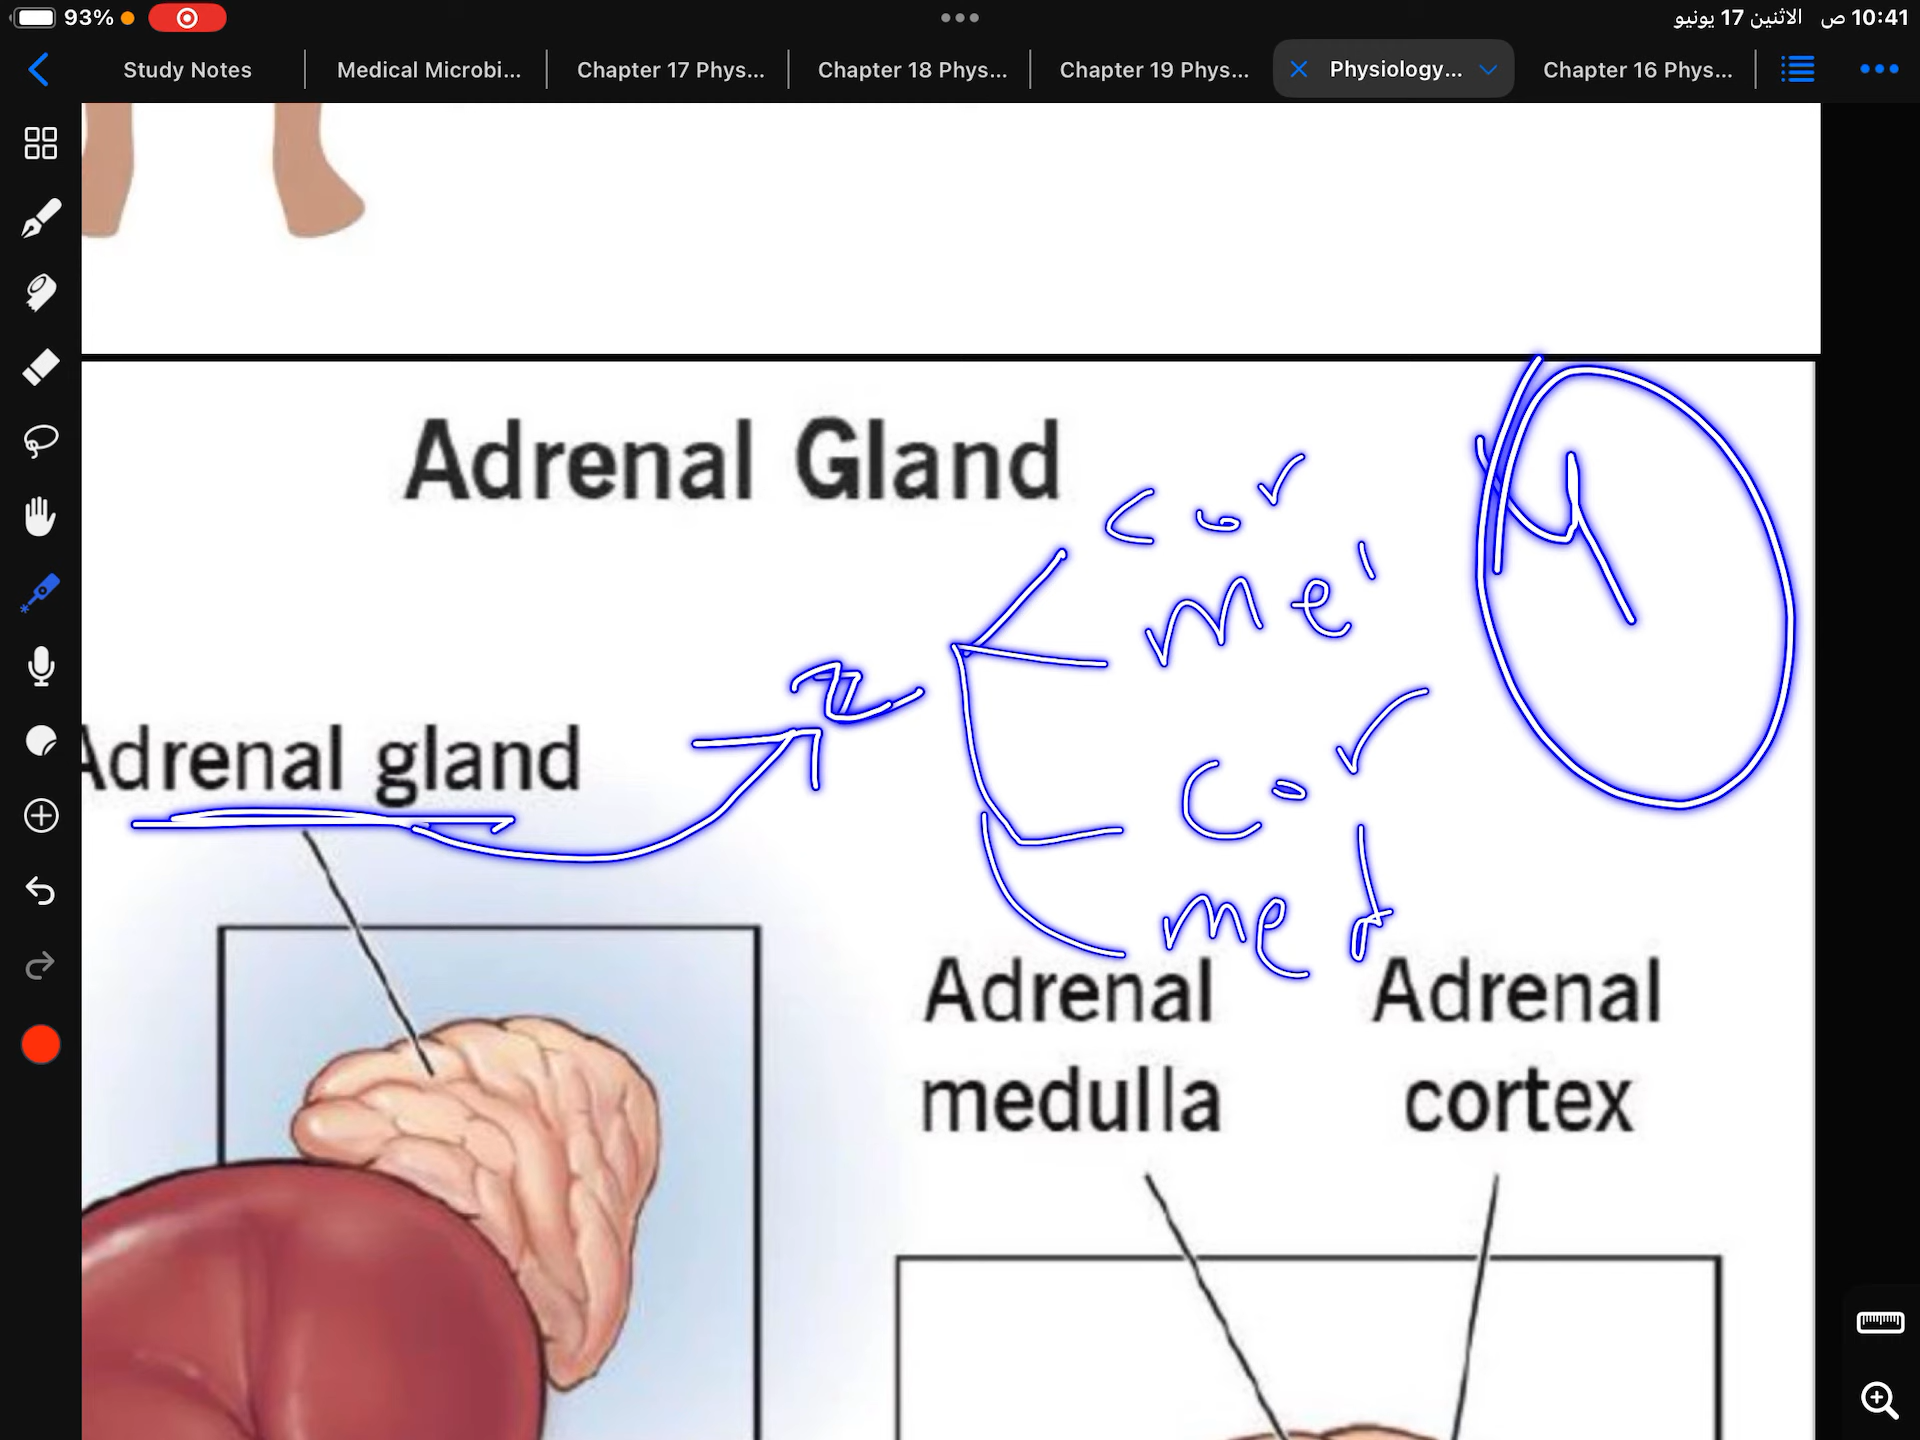 93%
10:41 ص الاثنين 17 يونيو
Study Notes
Medical Microbi...
Chapter 17 Phys...
Chapter 18 Phys...
Chapter 19 Phys...
Physiology...
Chapter 16 Phys...
Adrenal Gland
Cor
Me
4
2
Adrenal gland
Cor
med
Adrenal medulla
Adrenal cortex